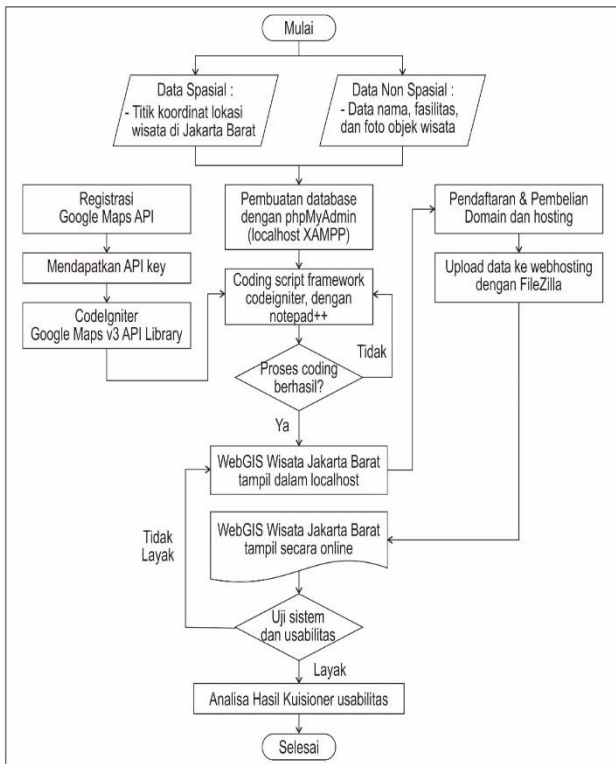 Mulai
Data Spasial :
- Titik koordinat lokasi
wisata di Jakarta Barat
Data Non Spasial :
- Data nama, fasilitas,
dan foto objek wisata
Registrasi
Google Maps API
Mendapatkan API key
CodeIgniter
Google Maps v3 API Library
Pembuatan database
dengan phpMyAdmin
(localhost XAMPP)
Coding script framework
codeigniter, dengan
notepad++
Tidak
Proses coding
berhasil?
Ya
Pendaftaran & Pembelian
Domain dan hosting
Upload data ke webhosting
dengan FileZilla
WebGIS Wisata Jakarta Barat
tampil dalam localhost
Tidak
Layak
WebGIS Wisata Jakarta Barat
tampil secara online
Uji sistem
dan usabilitas
Layak
Analisa Hasil Kuisioner usabilitas
Selesai